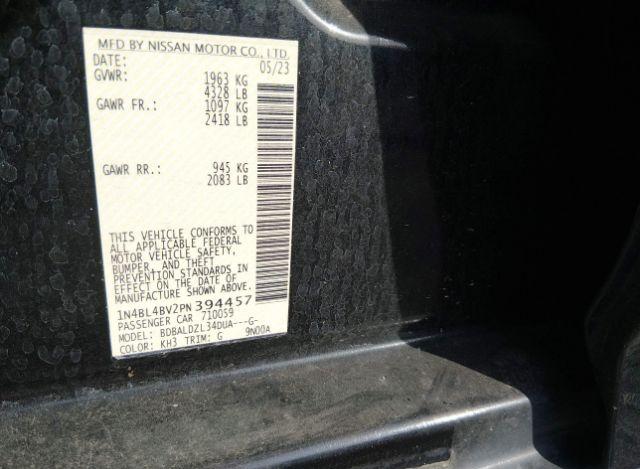 MFD BY NISSAN MOTOR CO., LTD.
DATE: 05/23
GVWR: 1963 KG
4328 LB
GAWR FR.: 1097 KG
2418 LB
GAWR RR.: 945 KG
2083 LB
THIS VEHICLE CONFORMS TO
ALL APPLICABLE FEDERAL
MOTOR VEHICLE SAFETY,
BUMPER, AND THEFT
PREVENTION STANDARDS IN
EFFECT ON THE DATE OF
MANUFACTURE SHOWN ABOVE.
1N4BL4BV2PN394457
PASSENGER CAR 710059
MODEL: BDBALDZL34DUA---G-
COLOR: KH3 TRIM: G 9N00A